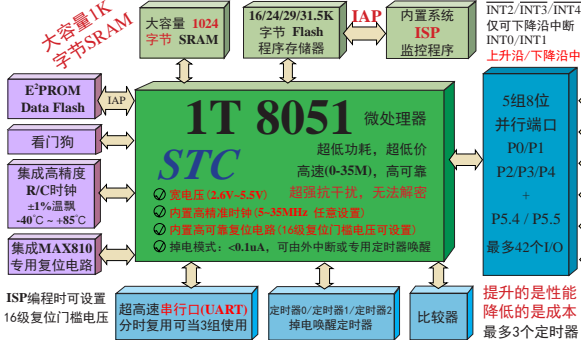 大容量1K
字节SRAM
大容量 1024
字节 SRAM
16/24/29/31.5K
字节 Flash
程序存储器
IAP
内置系统
ISP
监控程序
INT2/INT3/INT4
仅可下降沿中断
INT0/INT1
上升沿/下降沿中
E²PROM
Data Flash
IAP
看门狗
集成高精度
R/C时钟
±1%温飘
-40℃ ~ +85℃
集成MAX810
专用复位电路
ISP编程时可设置
16级复位门槛电压
1T 8051 微处理器
STC
超低功耗，超低价
高速(0-35M)，高可靠
超强抗干扰，无法解密
宽电压(2.6V~5.5V)
内置高精准时钟(5~35MHz 任意设置)
内置高可靠复位电路(16级复位门槛电压可设置)
掉电模式：<0.1uA，可由外中断或专用定时器唤醒
5组8位
并行端口
P0/P1
P2/P3/P4
+
P5.4 / P5.5
最多42个I/O
超高速串行口(UART)
分时复用可当3组使用
定时器0/定时器1/定时器2
掉电唤醒定时器
比较器
提升的是性能
降低的是成本
最多3个定时器